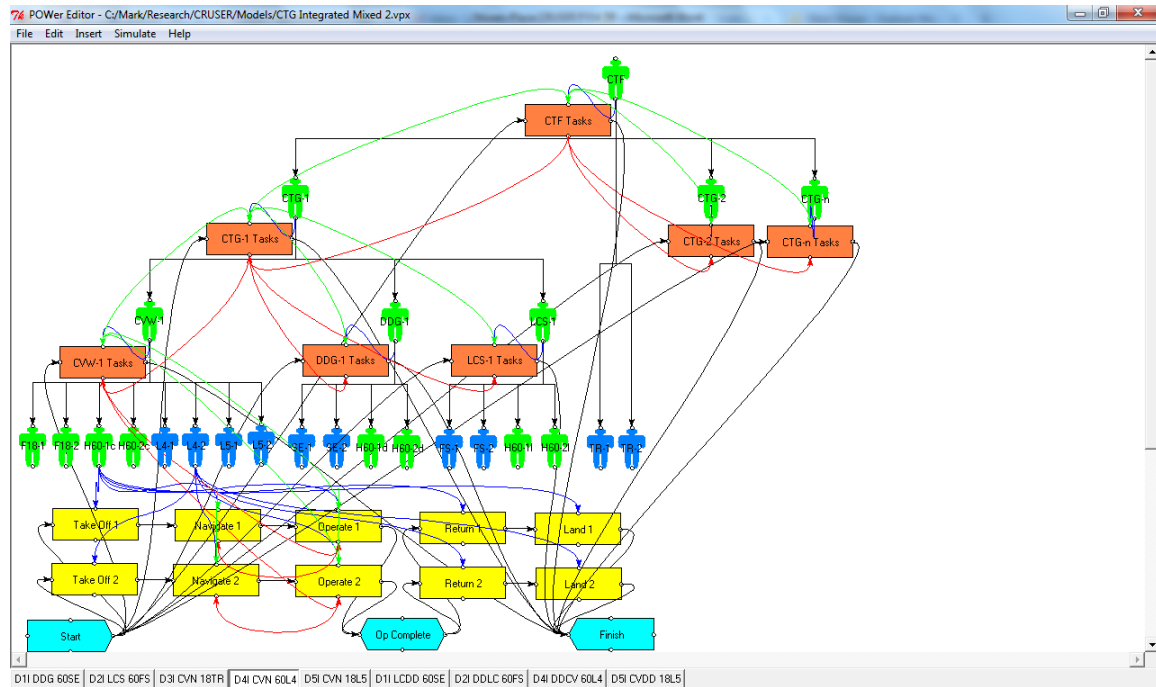 POWer Editor - C:/Mark/Research/CRUSER/Models/CTG Integrated Mixed 2.vpx
File Edit Insert Simulate Help
CTF
CTF Tasks
CTG-1 CTG-2 CTG-n
CTG-1 Tasks CTG-2 Tasks CTG-n Tasks
CVW-1 DDG-1 LCS-1
CVW-1 Tasks DDG-1 Tasks LCS-1 Tasks
F18-1 F18-2 H60-1c H60-2c L4-1 L4-2 L5-1 L5-2 SE-1 SE-2 H60-1d H60-2d FS-1 FS-2 H60-1l H60-2l TR-1 TR-2
Take Off 1 Navigate 1 Operate 1 Return 1 Land 1
Take Off 2 Navigate 2 Operate 2 Return 2 Land 2
Start Op Complete Finish
D1I DDG 60SE D2I LCS 60FS D3I CVN 18TR D4I CVN 60L4 D5I CVN 18L5 D1I LCDD 60SE D2I DDLC 60FS D4I DDCV 60L4 D5I CVDD 18L5